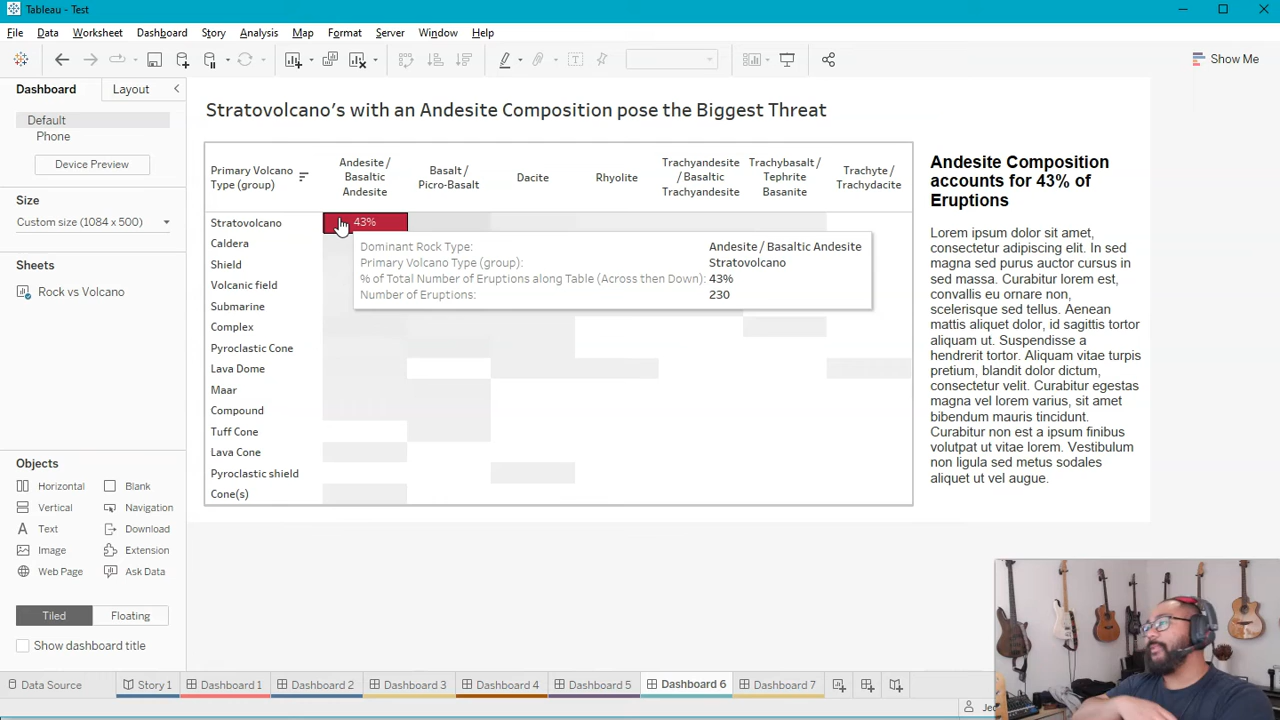 Tableau - Test
File Data Worksheet Dashboard Story Analysis Map Format Server Window Help
Show Me
Dashboard Layout
Default
Phone
Device Preview
Size
Custom size (1084 x 500)
Sheets
Rock vs Volcano
Objects
Horizontal Blank
Vertical Navigation
Text Download
Image Extension
Web Page Ask Data
Tiled Floating
Show dashboard title
Stratovolcano's with an Andesite Composition pose the Biggest Threat
Primary Volcano
Type (group)
Andesite /
Basaltic
Andesite
Basalt /
Picro-Basalt
Dacite
Rhyolite
Trachyandesite
/ Basaltic
Trachyandesite
Trachybasalt /
Tephrite
Basanite
Trachyte /
Trachydacite
Stratovolcano 43%
Caldera
Shield
Volcanic field
Submarine
Complex
Pyroclastic Cone
Lava Dome
Maar
Compound
Tuff Cone
Lava Cone
Pyroclastic shield
Cone(s)
Dominant Rock Type: Andesite / Basaltic Andesite
Primary Volcano Type (group): Stratovolcano
% of Total Number of Eruptions along Table (Across then Down): 43%
Number of Eruptions: 230
Andesite Composition
accounts for 43% of
Eruptions
Lorem ipsum dolor sit amet,
consectetur adipiscing elit. In sed
magna sed purus auctor cursus in
sed massa. Curabitur lorem est,
convallis eu ornare non,
scelerisque sed tellus. Aenean
mattis aliquet dolor, id sagittis tortor
aliquam ut. Suspendisse a
hendrerit tortor. Aliquam vitae turpis
pretium, blandit dolor dictum,
consectetur velit. Curabitur egestas
magna vel lorem varius, sit amet
bibendum mauris tincidunt.
Curabitur non est a ipsum finibus
volutpat ut vitae lorem. Vestibulum
non ligula sed metus sodales
aliquet ut vel augue.
Data Source Story 1 Dashboard 1 Dashboard 2 Dashboard 3 Dashboard 4 Dashboard 5 Dashboard 6 Dashboard 7